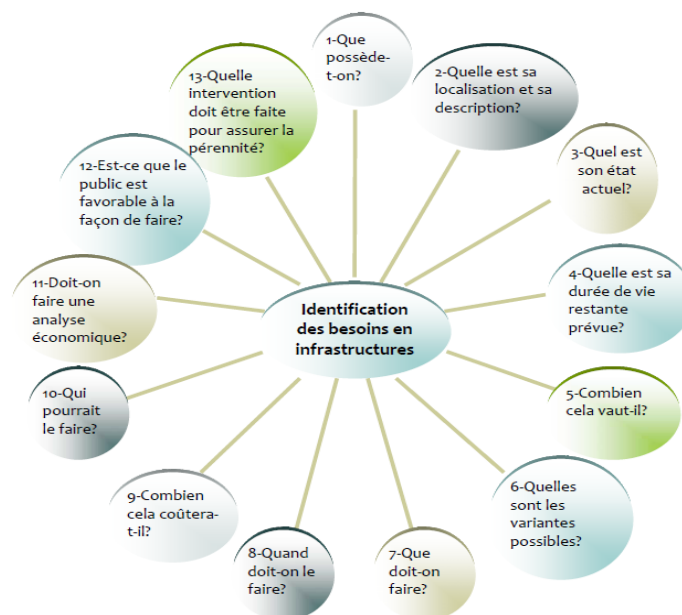 1-Que
possède-
t-on?
2-Quelle est sa
localisation et sa
description?
3-Quel est
son état
actuel?
4-Quelle est sa
durée de vie
restante
prévue?
5-Combien
cela vaut-il?
6-Quelles
sont les
variantes
possibles?
7-Que
doit-on
faire?
8-Quand
doit-on le
faire?
9-Combien
cela coûtera-
t-il?
10-Qui
pourrait
le faire?
11-Doit-on
faire une
analyse
économique?
12-Est-ce que le
public est
favorable à la
façon de faire?
13-Quelle
intervention
doit être faite
pour assurer la
pérennité?
Identification
des besoins en
infrastructures